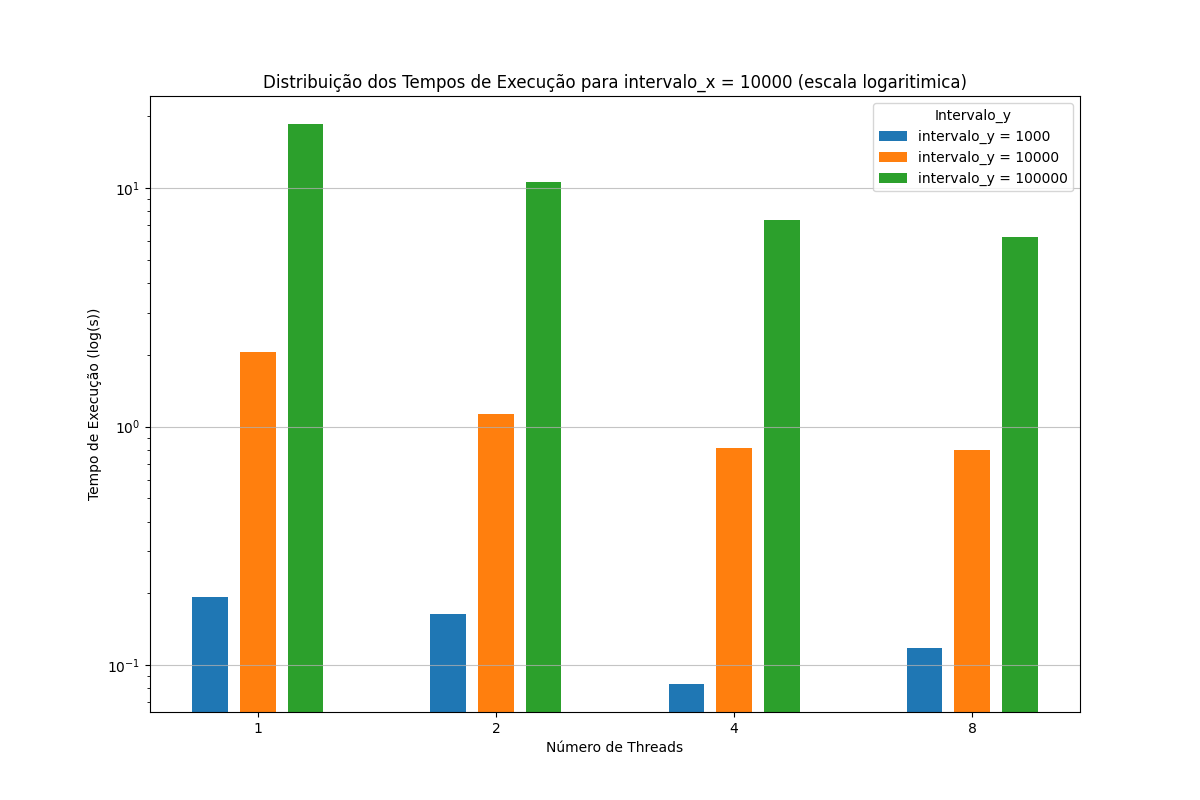 Distribuição dos Tempos de Execução para intervalo_x = 10000 (escala logaritimica)
Intervalo_y
intervalo_y = 1000
intervalo_y = 10000
intervalo_y = 100000
Tempo de Execução (log(s))
10¹
10⁰
10⁻¹
1 2 4 8
Número de Threads